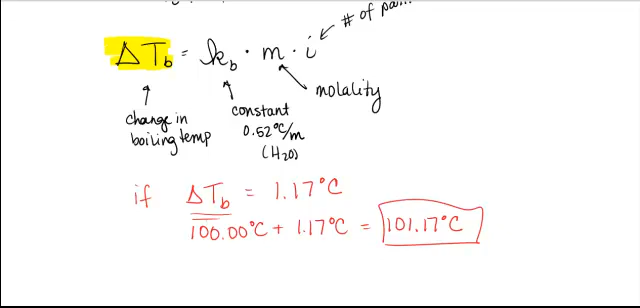 # of
ΔTb = kb · m · i
molality
change in boiling temp
constant
0.52°C/m
(H2O)
if ΔTb = 1.17°C
100.00°C + 1.17°C = 101.17°C